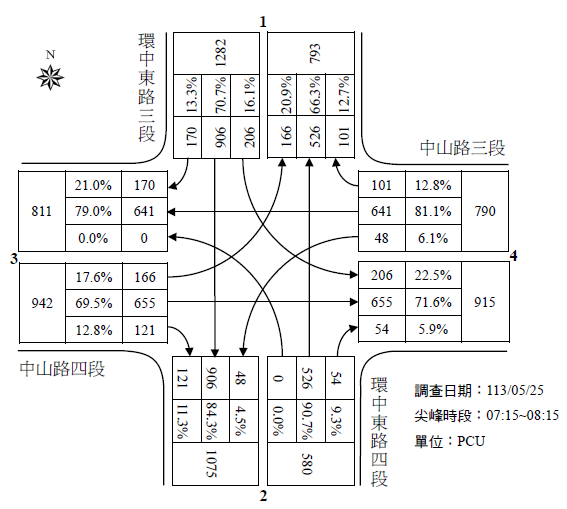 1
N
環中東路三段
1282
13.3% 70.7% 16.1%
170 906 206
793
20.9% 66.3% 12.7%
166 526 101
中山路三段
811
21.0% 170
79.0% 641
0.0% 0
101 12.8%
641 81.1%
48 6.1%
790
3
4
942
17.6% 166
69.5% 655
12.8% 121
206 22.5%
655 71.6%
54 5.9%
915
中山路四段
121 906 48
11.3% 84.3% 4.5%
1075
0 526 54
0.0% 90.7% 9.3%
580
環中東路四段
調查日期：113/05/25
尖峰時段：07:15~08:15
單位：PCU
2